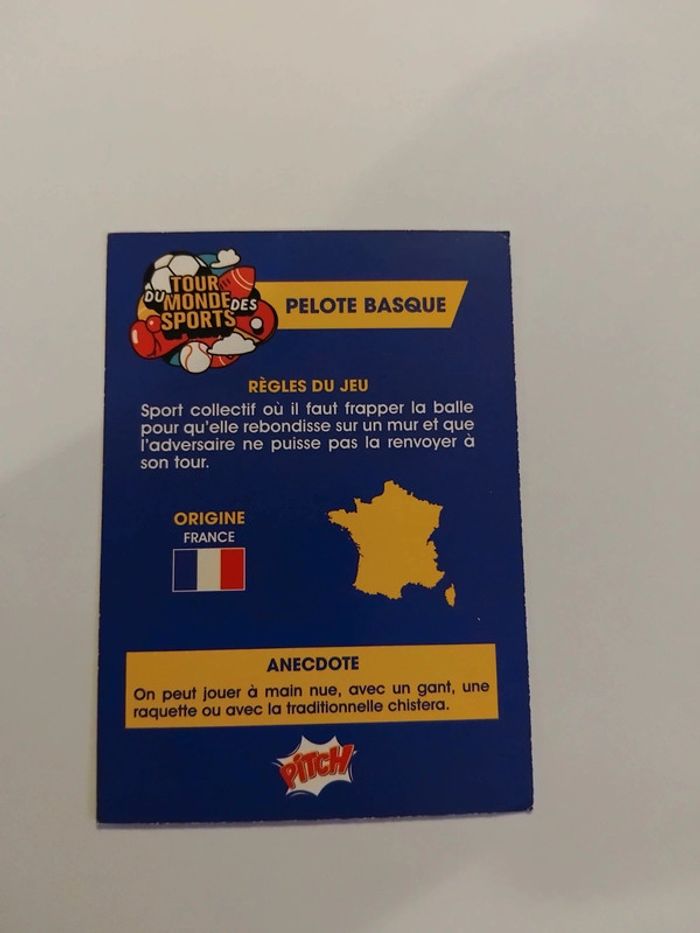 TOUR
DU MONDE DES
SPORTS
PELOTE BASQUE
RÈGLES DU JEU
Sport collectif où il faut frapper la balle
pour qu'elle rebondisse sur un mur et que
l'adversaire ne puisse pas la renvoyer à
son tour.
ORIGINE
FRANCE
ANECDOTE
On peut jouer à main nue, avec un gant, une
raquette ou avec la traditionnelle chistera.
PiTCH